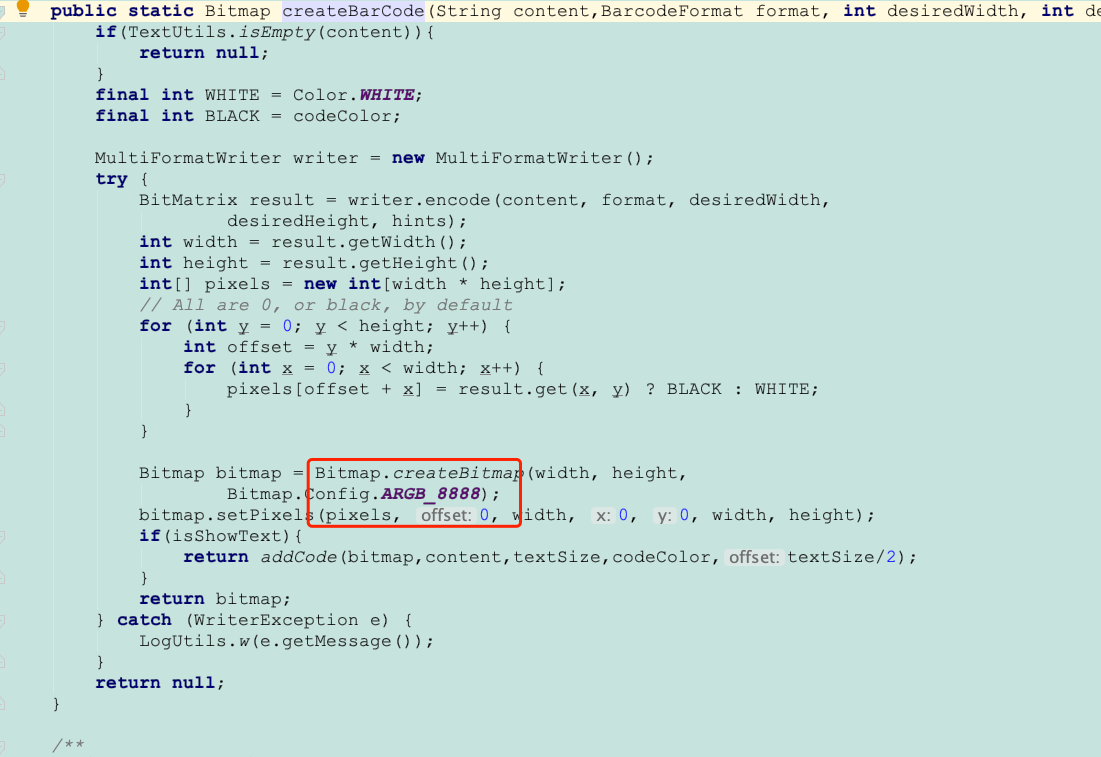 public static Bitmap createBarCode(String content,BarcodeFormat format, int desiredWidth, int de
if(TextUtils.isEmpty(content)){
return null;
}
final int WHITE = Color.WHITE;
final int BLACK = codeColor;
MultiFormatWriter writer = new MultiFormatWriter();
try {
BitMatrix result = writer.encode(content, format, desiredWidth,
desiredHeight, hints);
int width = result.getWidth();
int height = result.getHeight();
int[] pixels = new int[width * height];
// All are 0, or black, by default
for (int y = 0; y < height; y++) {
int offset = y * width;
for (int x = 0; x < width; x++) {
pixels[offset + x] = result.get(x, y) ? BLACK : WHITE;
}
}
Bitmap bitmap = Bitmap.createBitmap(width, height,
Bitmap.Config.ARGB_8888);
bitmap.setPixels(pixels, offset: 0, width, x: 0, y: 0, width, height);
if(isShowText){
return addCode(bitmap,content,textSize,codeColor, offset: textSize/2);
}
return bitmap;
} catch (WriterException e) {
LogUtils.w(e.getMessage());
}
return null;
}
/**